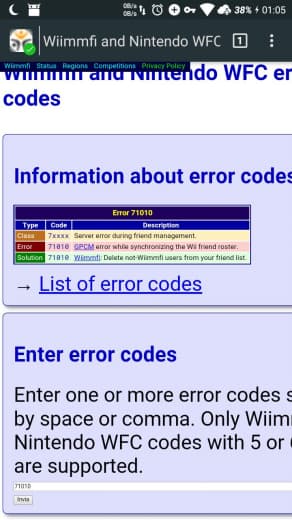 0B/s
0B/s
38% 01:05
Wiimmfi and Nintendo WFC
1
Wiimmfi Status Regions Competitions Privacy Policy
Wiimmfi and Nintendo WFC er
codes
Information about error codes
Error 71010
Type Code Description
Class 7xxxx Server error during friend management.
Error 71010 GPCM error while synchronizing the Wii friend roster.
Solution 71010 Wiimmfi: Delete not-Wiimmfi users from your friend list.
→ List of error codes
Enter error codes
Enter one or more error codes s
by space or comma. Only Wiim
Nintendo WFC codes with 5 or
are supported.
71010
Invia